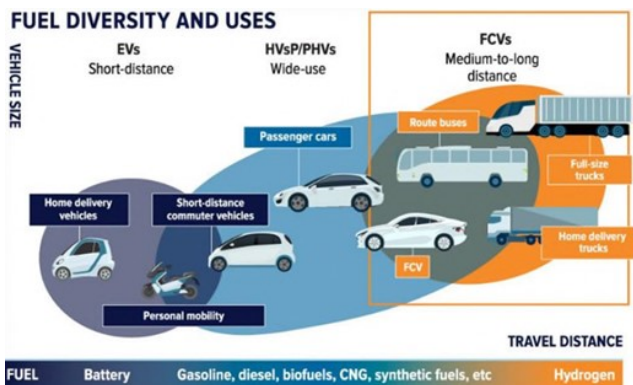 FUEL DIVERSITY AND USES
VEHICLE SIZE
EVs
Short-distance
HVsP/PHVs
Wide-use
FCVs
Medium-to-long
distance
Passenger cars
Route buses
Full-size
trucks
Home delivery
vehicles
Short-distance
commuter vehicles
Home delivery
trucks
FCV
Personal mobility
TRAVEL DISTANCE
FUEL
Battery
Gasoline, diesel, biofuels, CNG, synthetic fuels, etc
Hydrogen